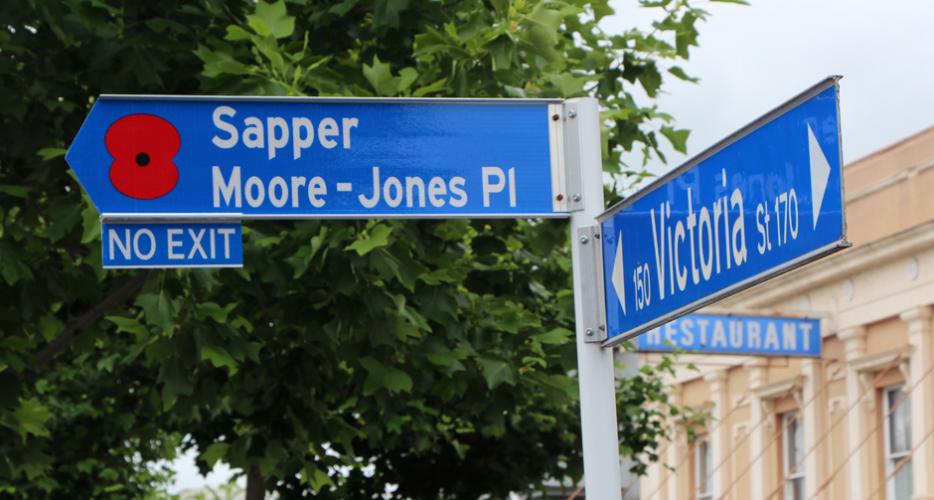 Sapper
Moore-Jones Pl
NO EXIT
150 Victoria St 170
RESTAURANT